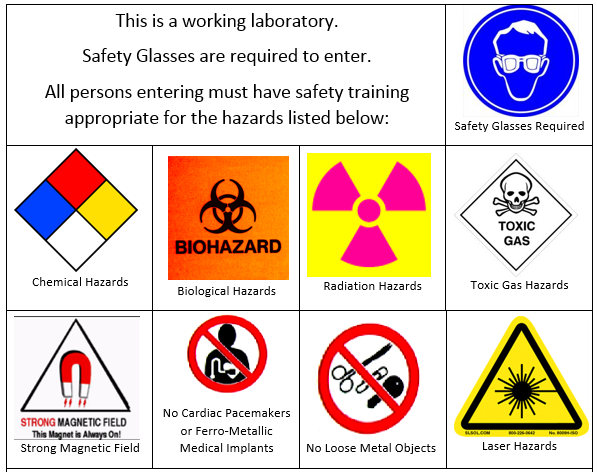 This is a working laboratory.
Safety Glasses are required to enter.
All persons entering must have safety training
appropriate for the hazards listed below:
Safety Glasses Required
BIOHAZARD
TOXIC
GAS
Chemical Hazards
Biological Hazards
Radiation Hazards
Toxic Gas Hazards
STRONG MAGNETIC FIELD
This Magnet is Always On!
Strong Magnetic Field
No Cardiac Pacemakers
or Ferro-Metallic
Medical Implants
No Loose Metal Objects
Laser Hazards